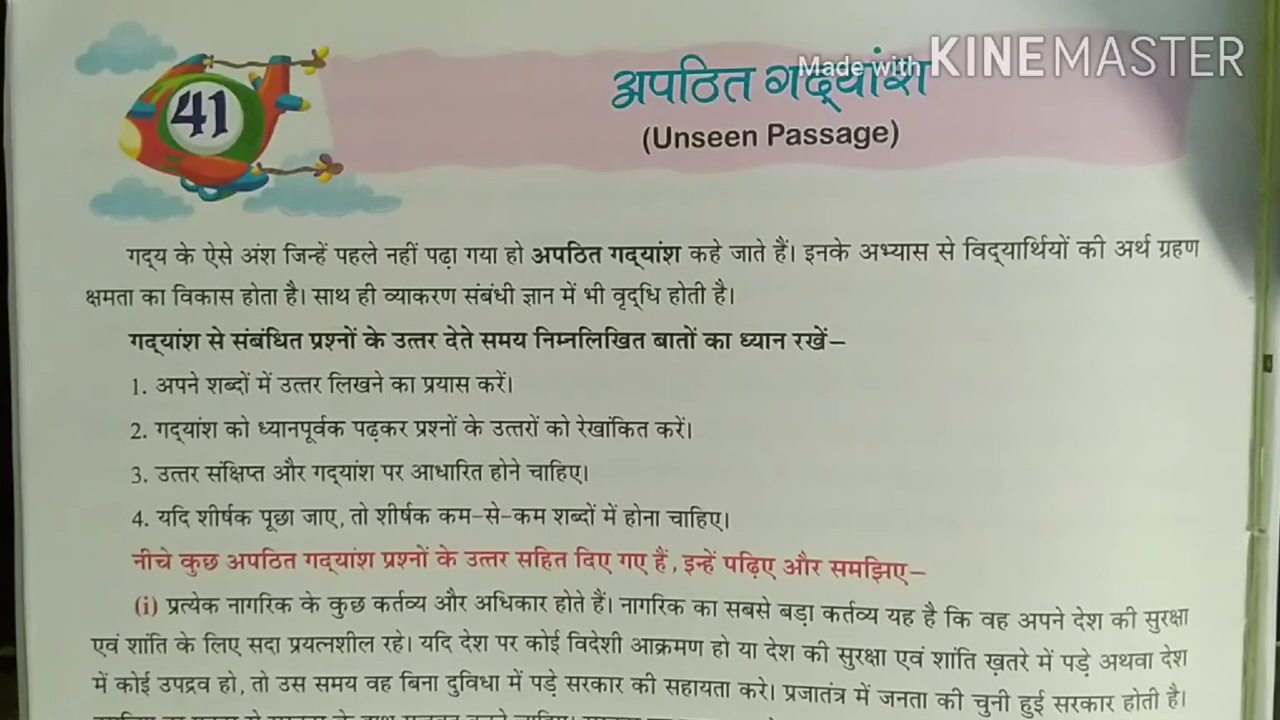 41
अपठित गद्यांश
Made with KINEMASTER
(Unseen Passage)
गद्य के ऐसे अंश जिन्हें पहले नहीं पढ़ा गया हो अपठित गद्यांश कहे जाते हैं। इनके अभ्यास से विद्यार्थियों की अर्थ ग्रहण
क्षमता का विकास होता है। साथ ही व्याकरण संबंधी ज्ञान में भी वृद्धि होती है।
गद्यांश से संबंधित प्रश्नों के उत्तर देते समय निम्नलिखित बातों का ध्यान रखें–
1. अपने शब्दों में उत्तर लिखने का प्रयास करें।
2. गद्यांश को ध्यानपूर्वक पढ़कर प्रश्नों के उत्तरों को रेखांकित करें।
3. उत्तर संक्षिप्त और गद्यांश पर आधारित होने चाहिए।
4. यदि शीर्षक पूछा जाए, तो शीर्षक कम-से-कम शब्दों में होना चाहिए।
नीचे कुछ अपठित गद्यांश प्रश्नों के उत्तर सहित दिए गए हैं, इन्हें पढ़िए और समझिए–
(i) प्रत्येक नागरिक के कुछ कर्तव्य और अधिकार होते हैं। नागरिक का सबसे बड़ा कर्तव्य यह है कि वह अपने देश की सुरक्षा
एवं शांति के लिए सदा प्रयत्नशील रहे। यदि देश पर कोई विदेशी आक्रमण हो या देश की सुरक्षा एवं शांति ख़तरे में पड़े अथवा देश
में कोई उपद्रव हो, तो उस समय वह बिना दुविधा में पड़े सरकार की सहायता करे। प्रजातंत्र में जनता की चुनी हुई सरकार होती है।